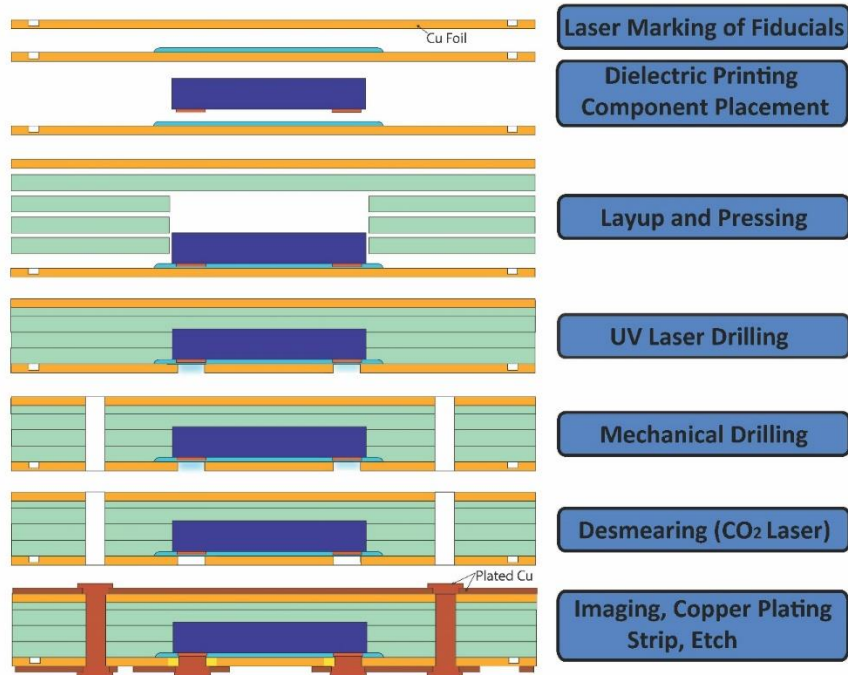 Laser Marking of Fiducials
Cu Foil
Dielectric Printing
Component Placement
Layup and Pressing
UV Laser Drilling
Mechanical Drilling
Desmearing (CO₂ Laser)
Plated Cu
Imaging, Copper Plating
Strip, Etch